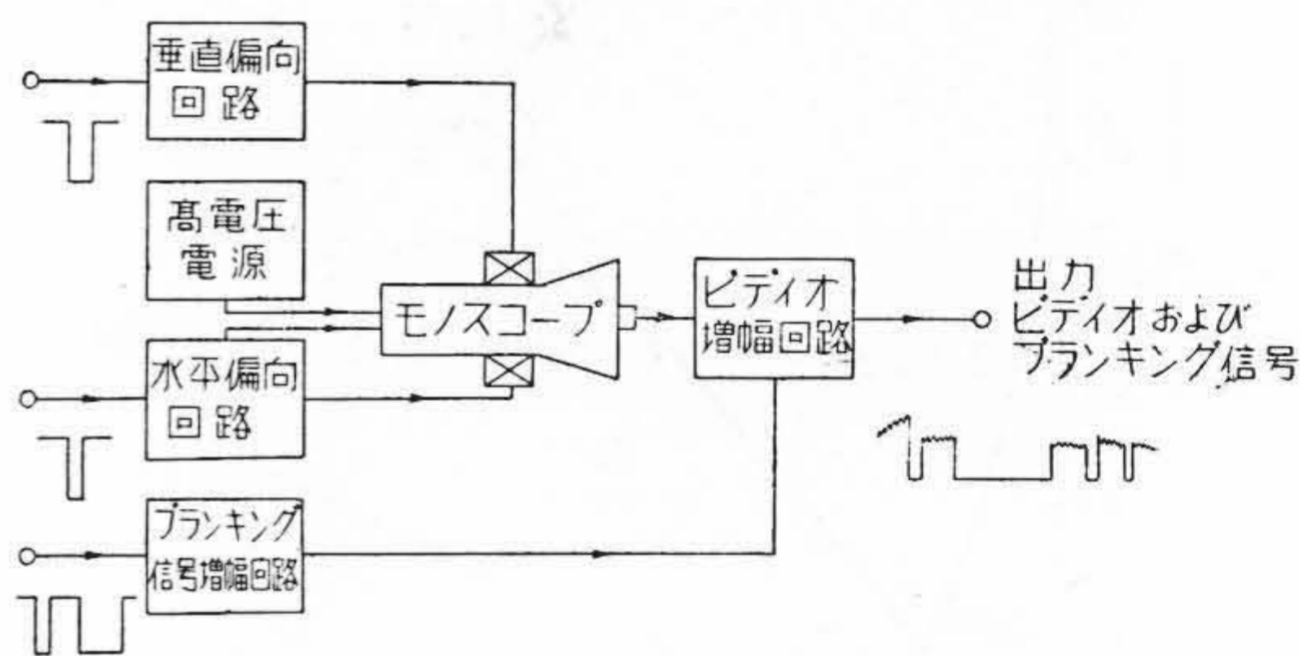 垂直偏向
回路
髙電圧
電源
モノスコープ
ビディオ
増幅回路
出力
ビディオおよび
ブランキング信号
水平偏向
回路
ブランキング
信号増幅回路